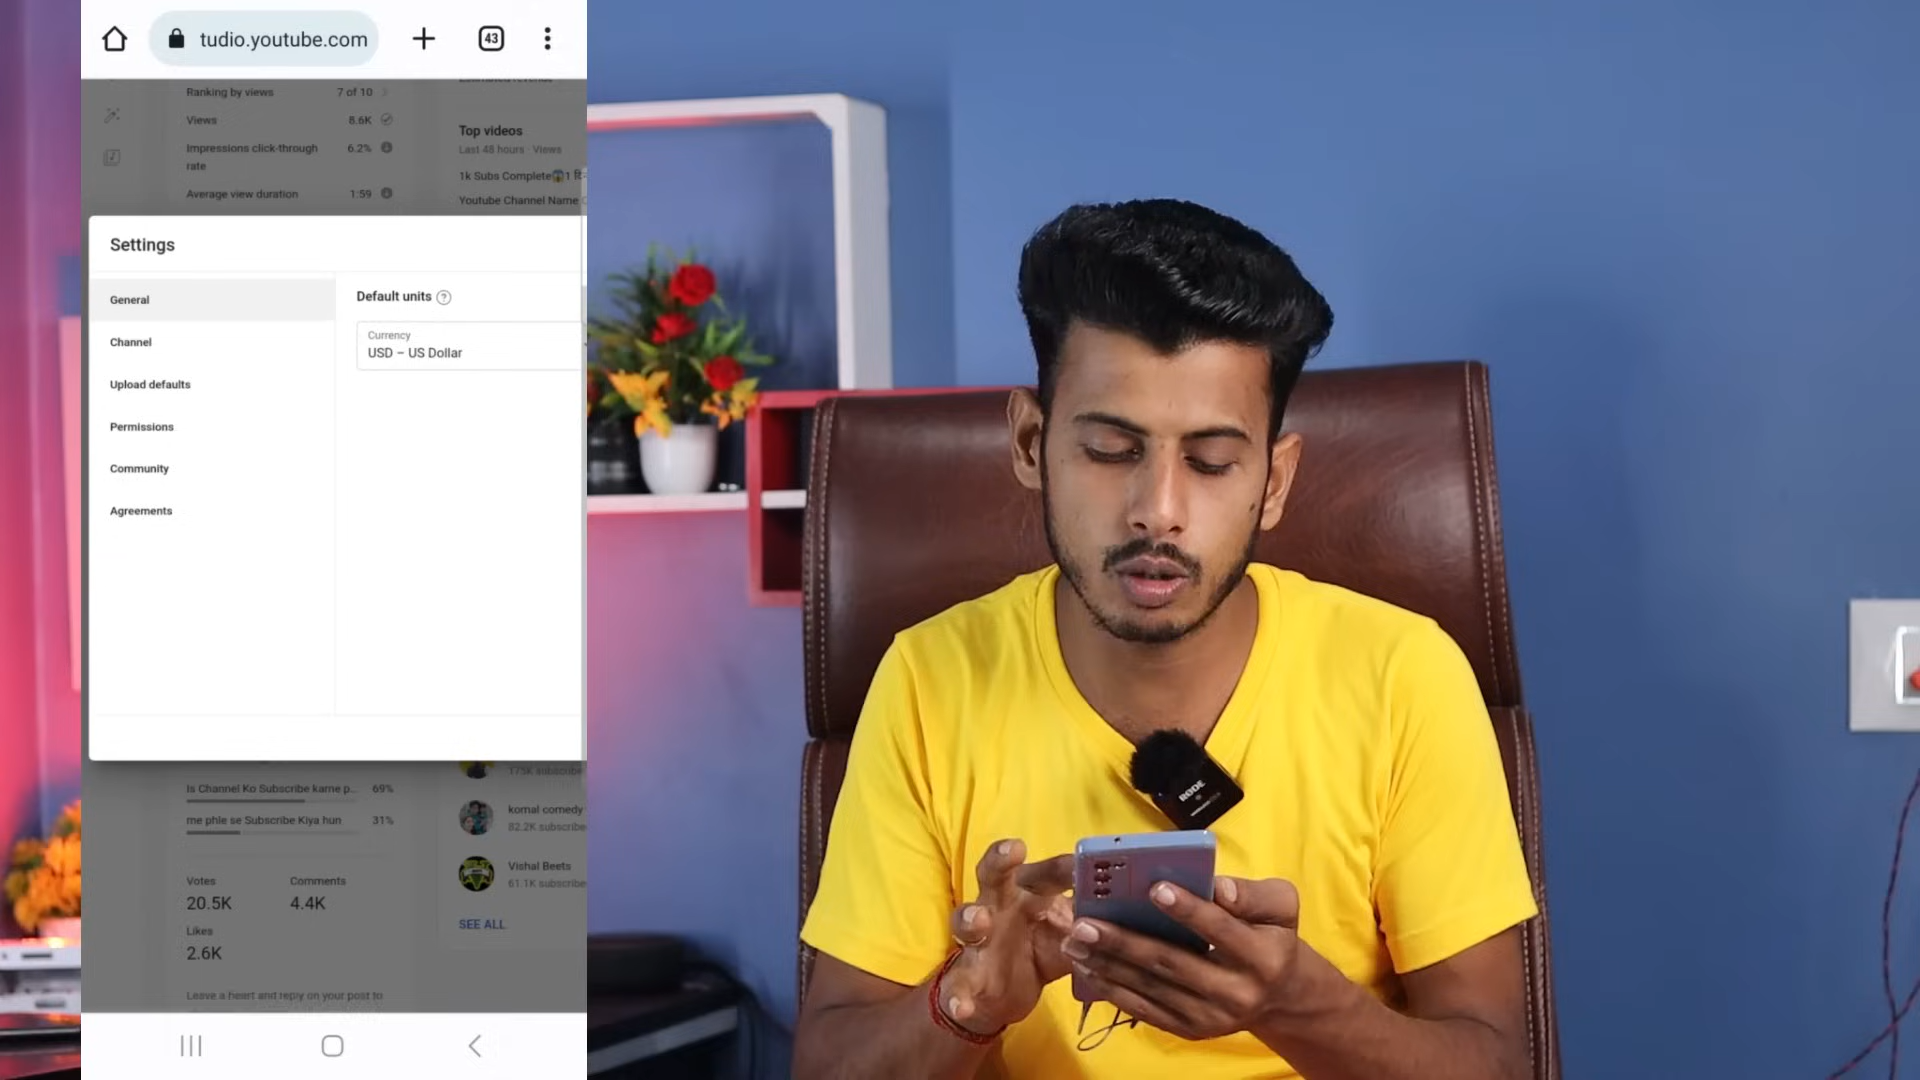 tudio.youtube.com
43
Ranking by views 7 of 10
Views 8.6K
Impressions click-through rate 6.2%
Average view duration 1:59
Top videos
Last 48 hours · Views
1k Subs Complete😱1
Youtube Channel Name
Settings
General
Channel
Upload defaults
Permissions
Community
Agreements
Default units ?
Currency
USD – US Dollar
Is Channel Ko Subscribe karne p... 69%
me phle se Subscribe Kiya hun 31%
Votes
20.5K
Comments
4.4K
Likes
2.6K
Leave a heart and reply on your post to
175K subscribe
komal comedy
82.2K subscribe
Vishal Beets
61.1K subscribe
SEE ALL
RODE